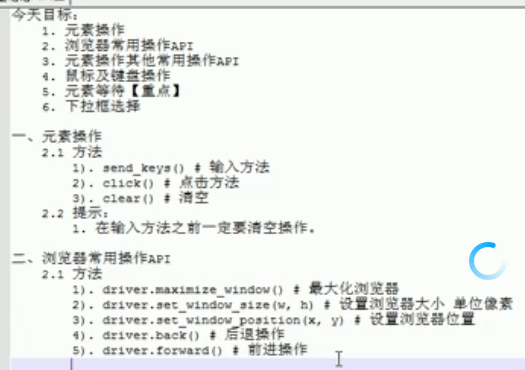 今天目标:
1. 元素操作
2. 浏览器常用操作API
3. 元素操作其他常用操作API
4. 鼠标及键盘操作
5. 元素等待【重点】
6. 下拉框选择
一、元素操作
2.1 方法
1). send_keys() # 输入方法
2). click() # 点击方法
3). clear() # 清空
2.2 提示:
1. 在输入方法之前一定要清空操作。
二、浏览器常用操作API
2.1 方法
1). driver.maximize_window() # 最大化浏览器
2). driver.set_window_size(w, h) # 设置浏览器大小 单位像素
3). driver.set_window_position(x, y) # 设置浏览器位置
4). driver.back() # 后退操作
5). driver.forward() # 前进操作